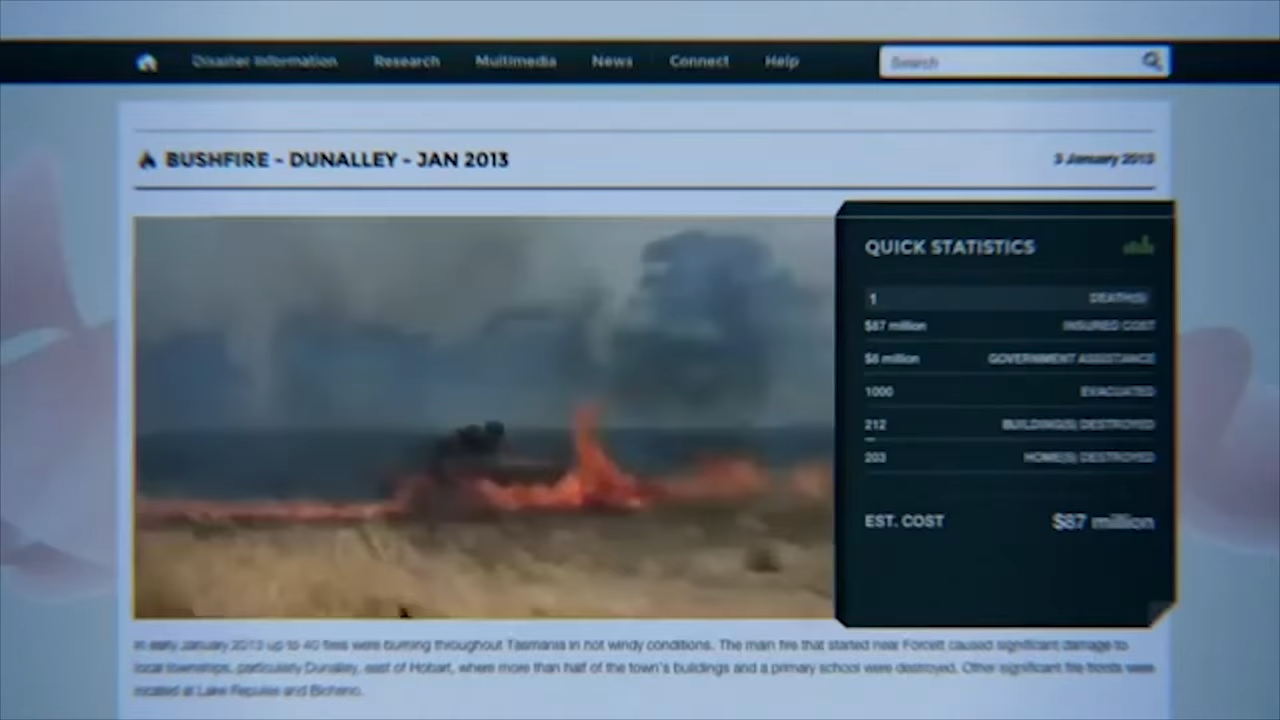 Disaster Information Research Multimedia News Connect Help Search
BUSHFIRE - DUNALLEY - JAN 2013 3 January 2013
QUICK STATISTICS
1 DEATH(S)
$87 million INSURED COST
$6 million GOVERNMENT ASSISTANCE
1000 EVACUATED
212 BUILDING(S) DESTROYED
203 HOME(S) DESTROYED
EST. COST $87 million
In early January 2013 up to 40 fires were burning throughout Tasmania in hot windy conditions. The main fire that started near Forcett caused significant damage to
local townships, particularly Dunalley, east of Hobart, where more than half of the town's buildings and a primary school were destroyed. Other significant fire fronts were
located at Lake Repulse and Bicheno.